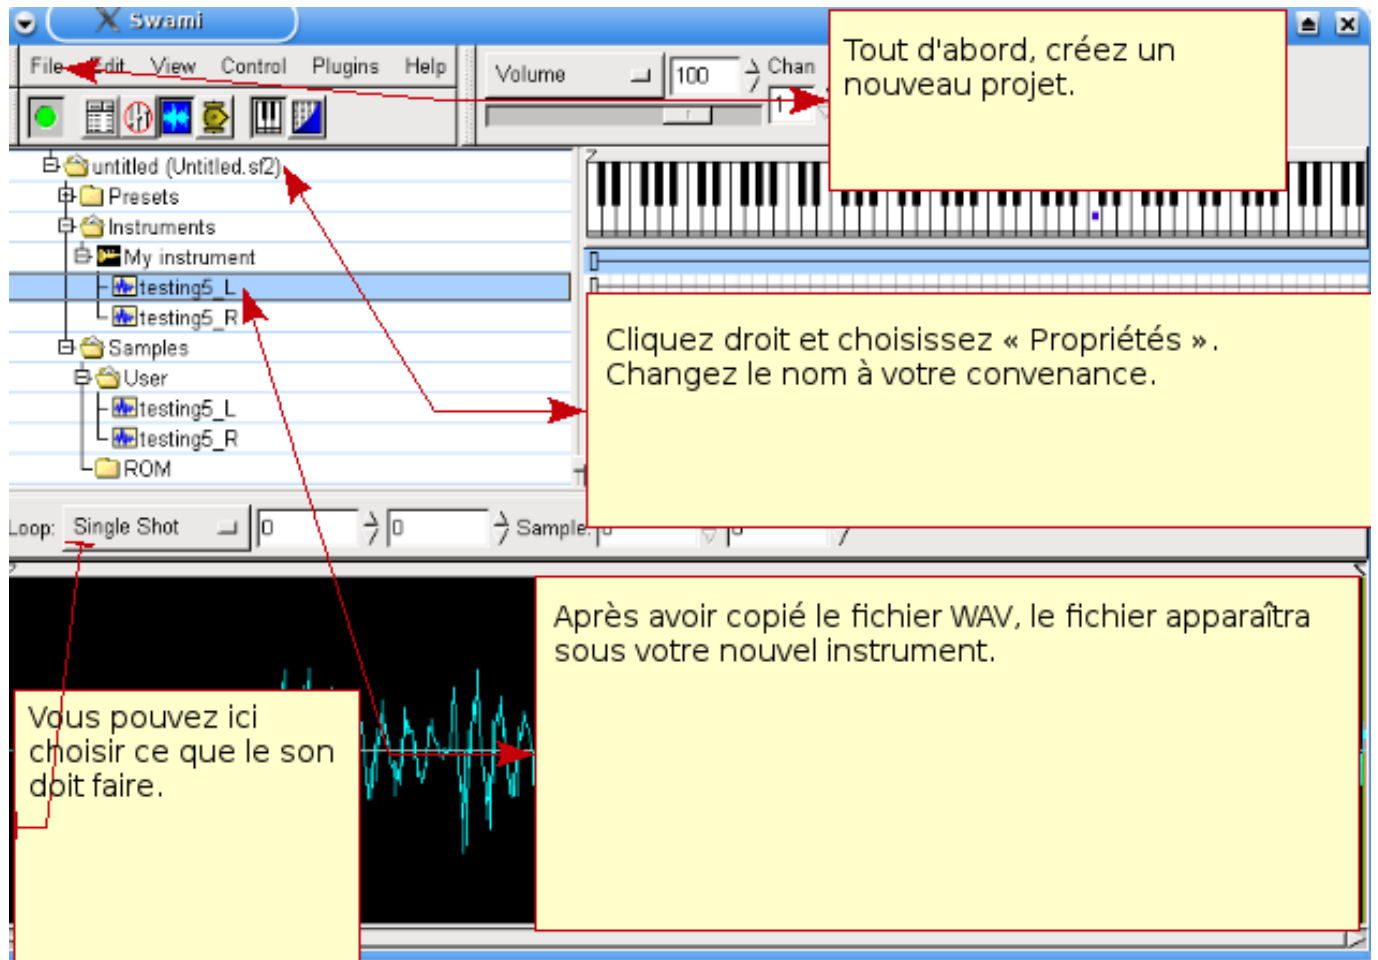 Swami
File Edit View Control Plugins Help
Volume 100 Chan
1
Tout d'abord, créez un
nouveau projet.
untitled (Untitled.sf2)
Presets
Instruments
My instrument
testing5_L
testing5_R
Samples
User
testing5_L
testing5_R
ROM
Cliquez droit et choisissez « Propriétés ».
Changez le nom à votre convenance.
Loop: Single Shot 0 0 Sample:
Après avoir copié le fichier WAV, le fichier apparaîtra
sous votre nouvel instrument.
Vous pouvez ici
choisir ce que le son
doit faire.